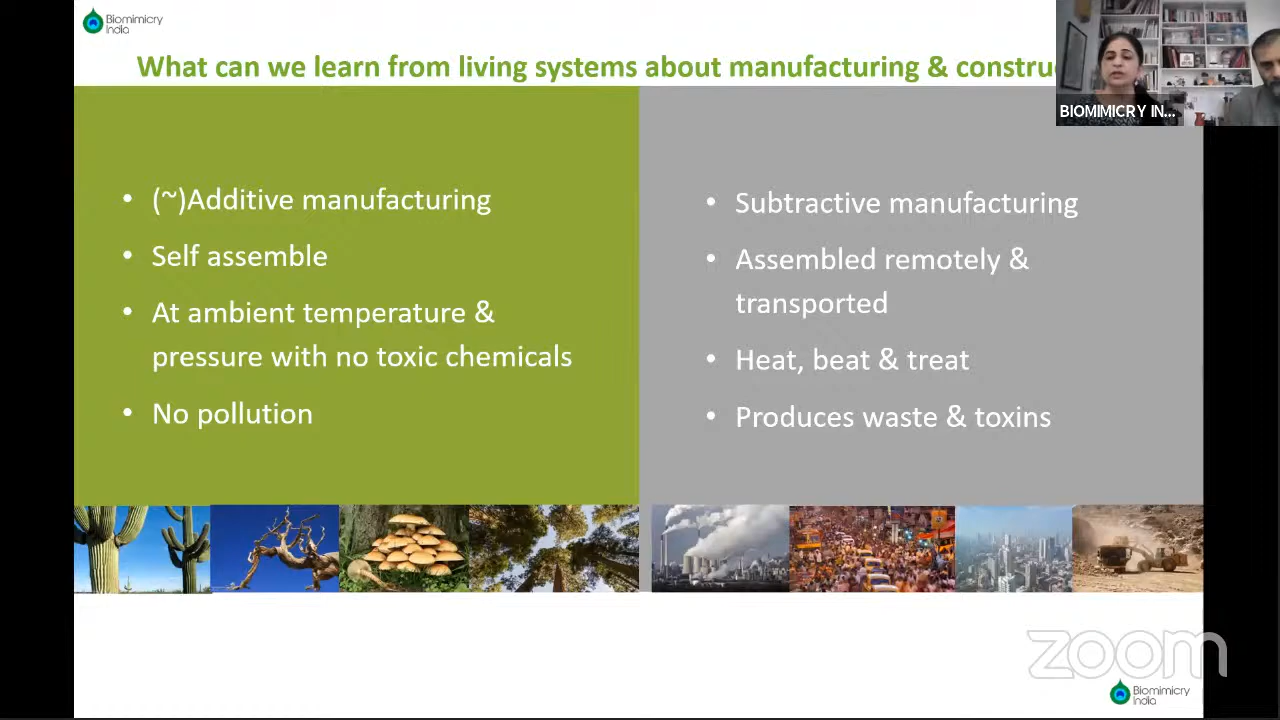 Biomimicry
India
What can we learn from living systems about manufacturing & constru
BIOMIMICRY IN...
• (~)Additive manufacturing
• Self assemble
• At ambient temperature &
pressure with no toxic chemicals
• No pollution
• Subtractive manufacturing
• Assembled remotely &
transported
• Heat, beat & treat
• Produces waste & toxins
zoom
Biomimicry
India